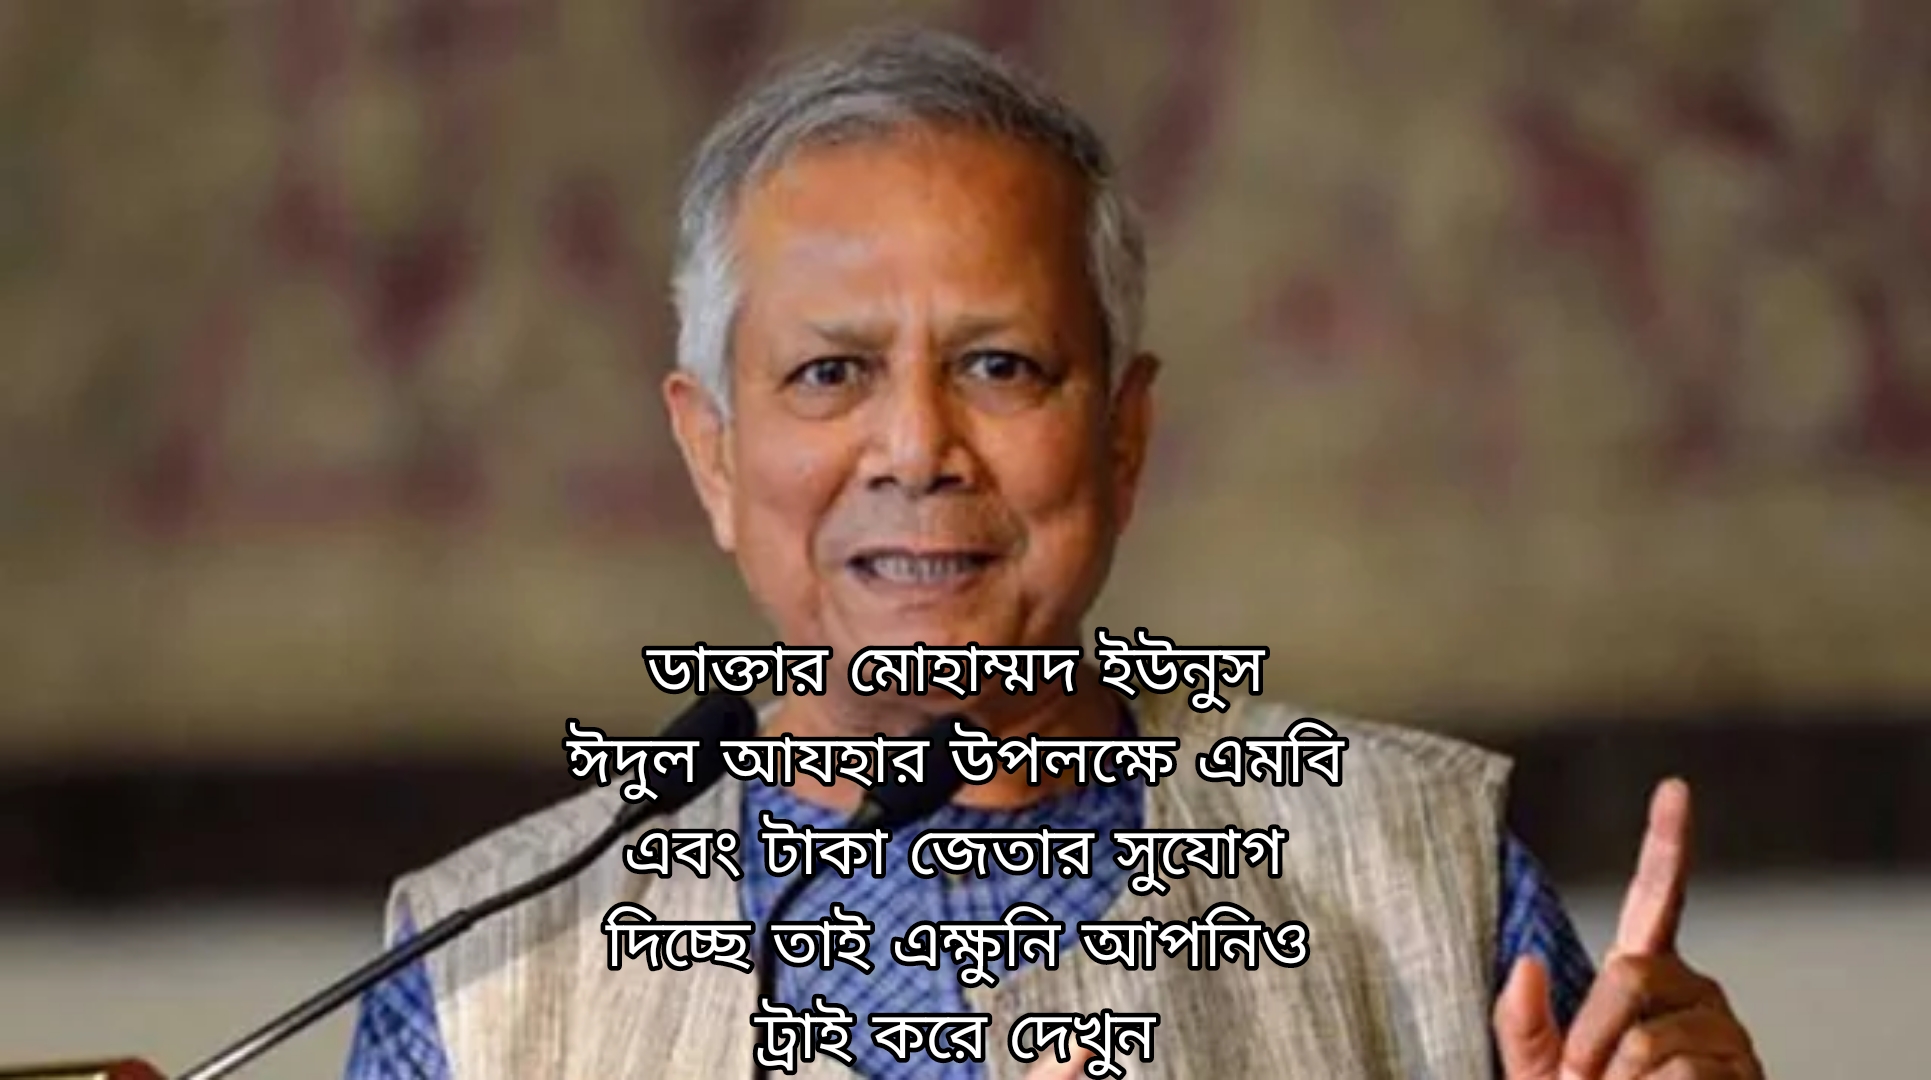 ডাক্তার মোহাম্মদ ইউনুস
ঈদুল আযহার উপলক্ষে এমবি
এবং টাকা জেতার সুযোগ
দিচ্ছে তাই এক্ষুনি আপনিও
ট্রাই করে দেখুন